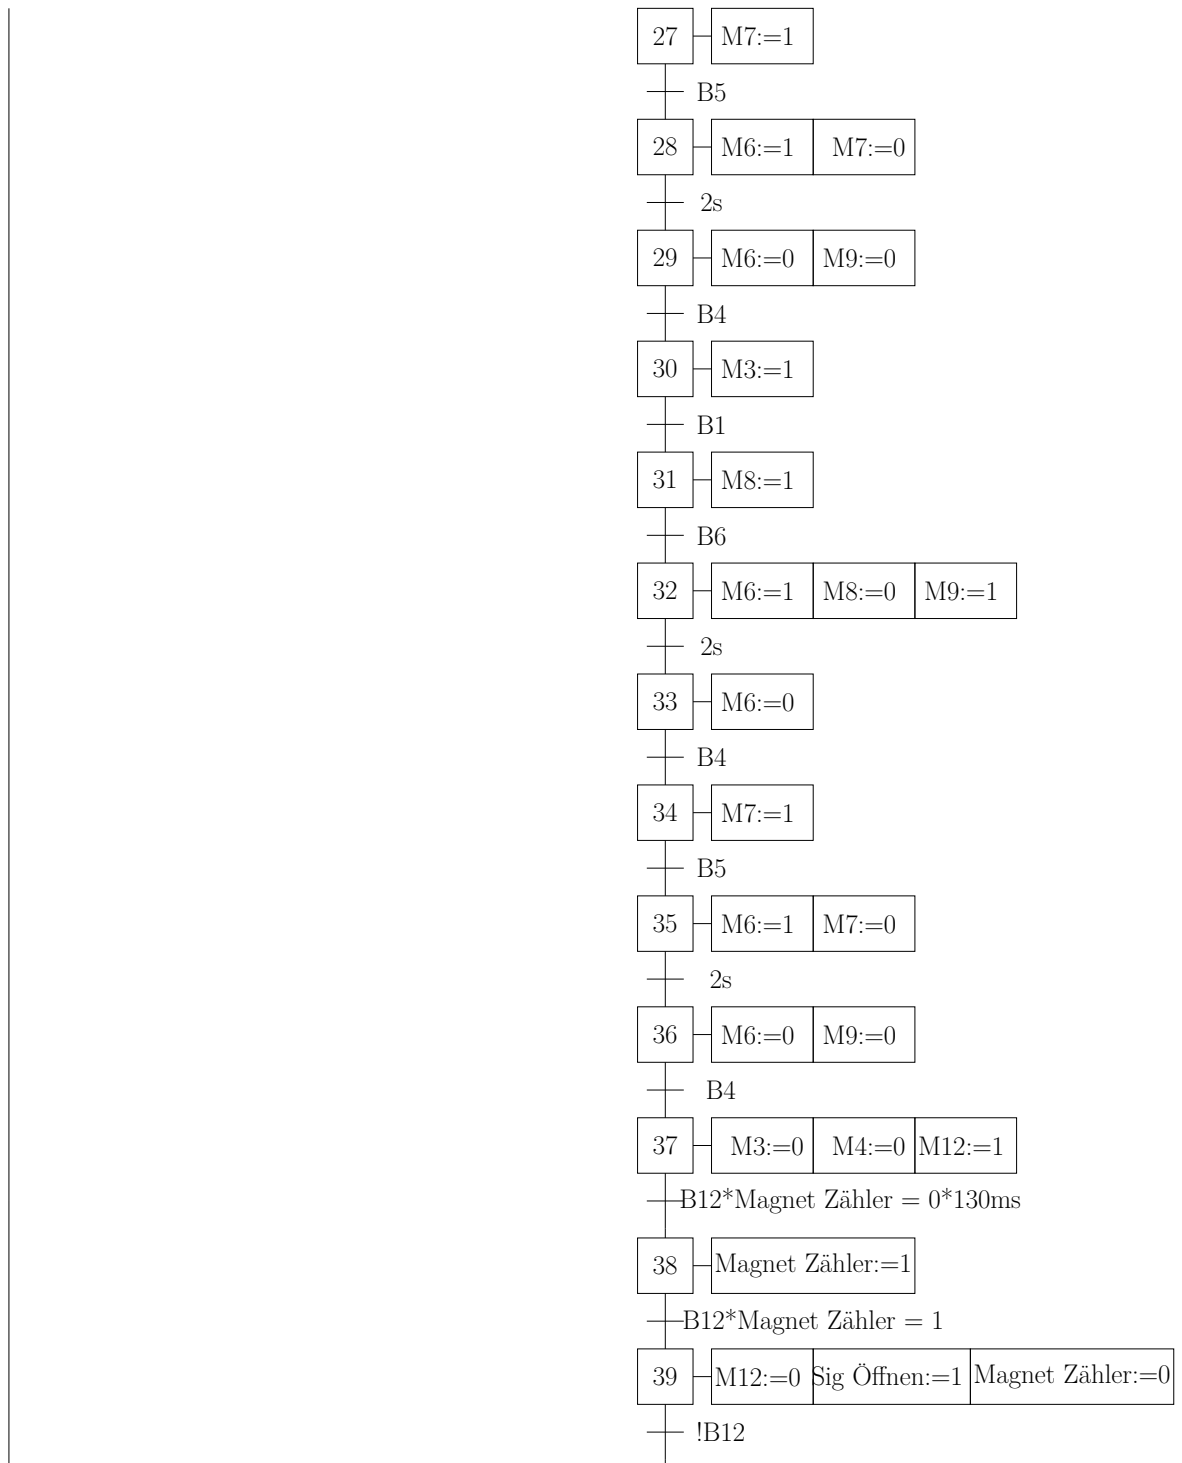 27 M7:=1
B5
28 M6:=1 M7:=0
2s
29 M6:=0 M9:=0
B4
30 M3:=1
B1
31 M8:=1
B6
32 M6:=1 M8:=0 M9:=1
2s
33 M6:=0
B4
34 M7:=1
B5
35 M6:=1 M7:=0
2s
36 M6:=0 M9:=0
B4
37 M3:=0 M4:=0 M12:=1
B12*Magnet Zähler = 0*130ms
38 Magnet Zähler:=1
B12*Magnet Zähler = 1
39 M12:=0 Sig Öffnen:=1 Magnet Zähler:=0
!B12